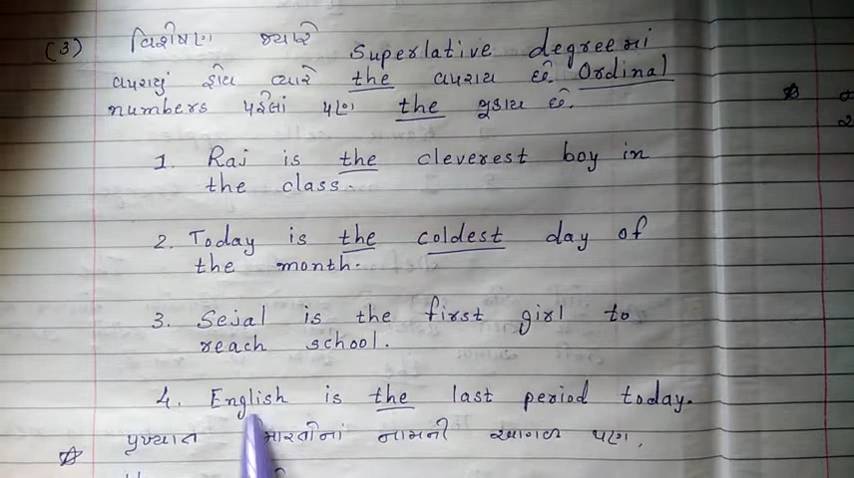 (3) વિશેષણ જ્યારે Superlative degreeમાં
વપરાયું હોય ત્યારે the વપરાય છે. Ordinal
numbers પહેલાં પણ the મુકાય છે.
1. Raj is the cleverest boy in
the class.
2. Today is the coldest day of
the month.
3. Sejal is the first girl to
reach school.
4. English is the last period today.
પ્રખ્યાત નામની આગળ પણ,